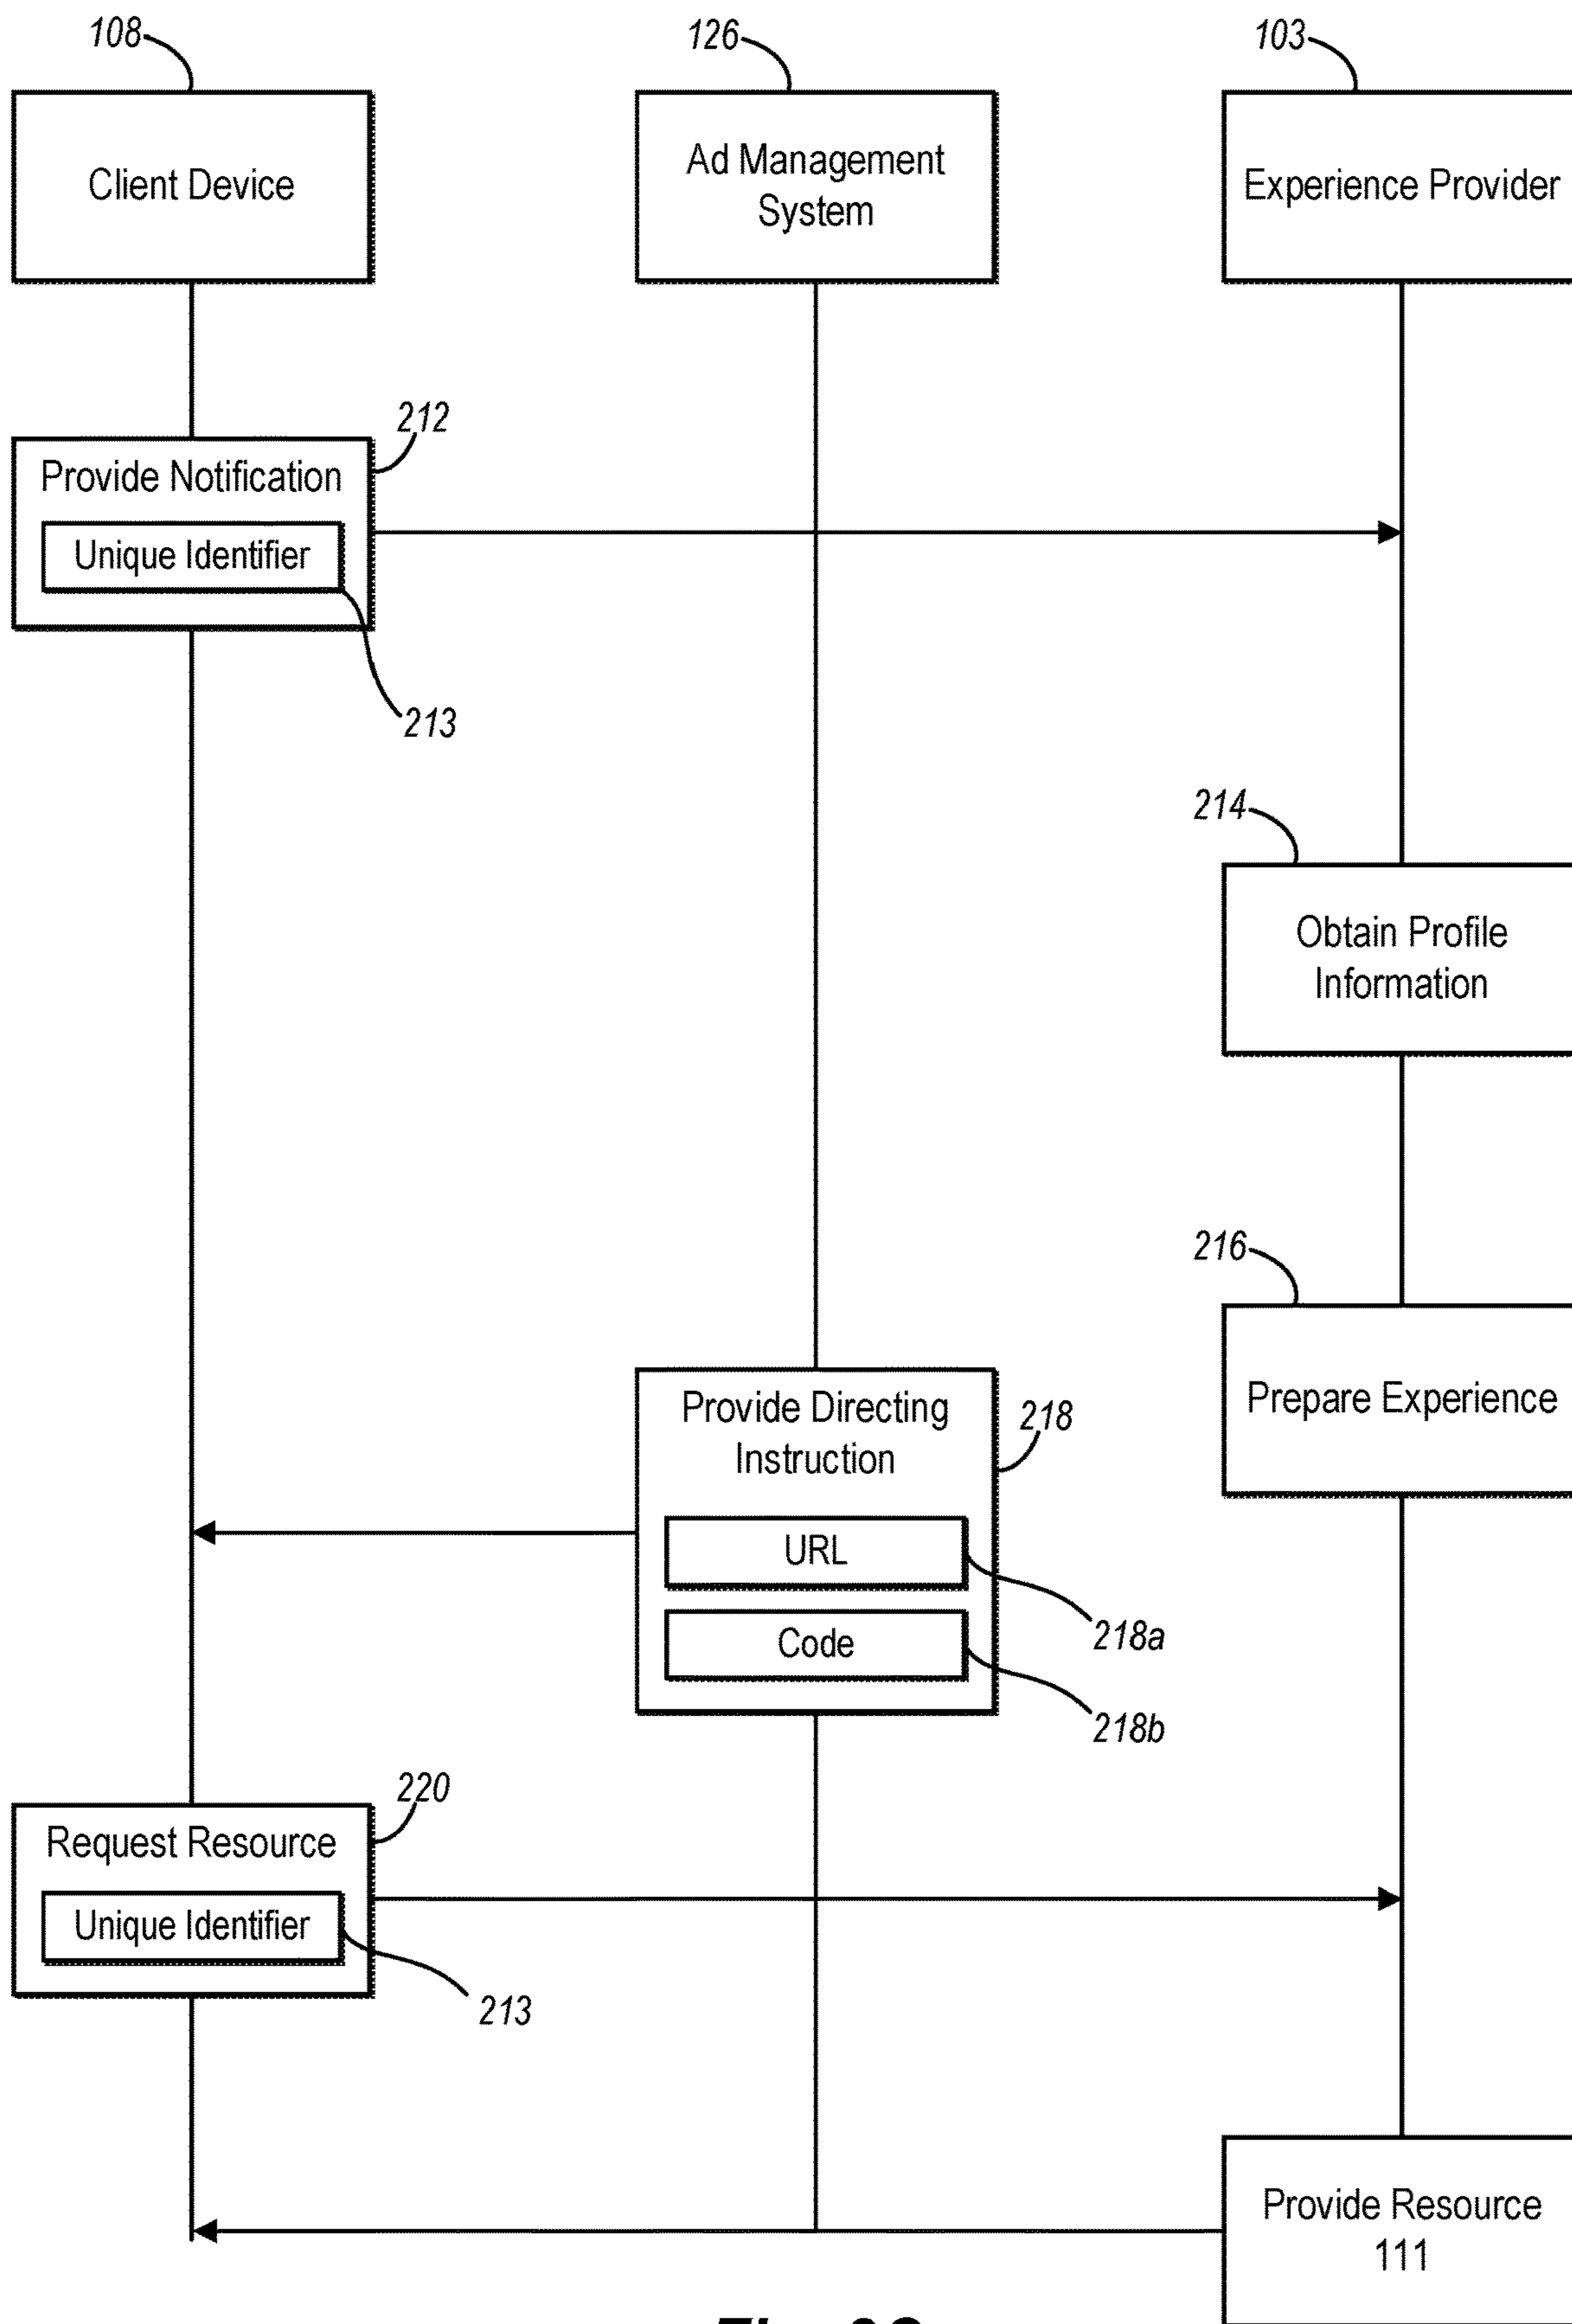 108
126
103
Client Device
Ad Management
System
Experience Provider
212
Provide Notification
Unique Identifier
213
214
Obtain Profile
Information
216
Prepare Experience
Provide Directing
Instruction
218
URL
218a
Code
218b
220
Request Resource
Unique Identifier
213
Provide Resource
111